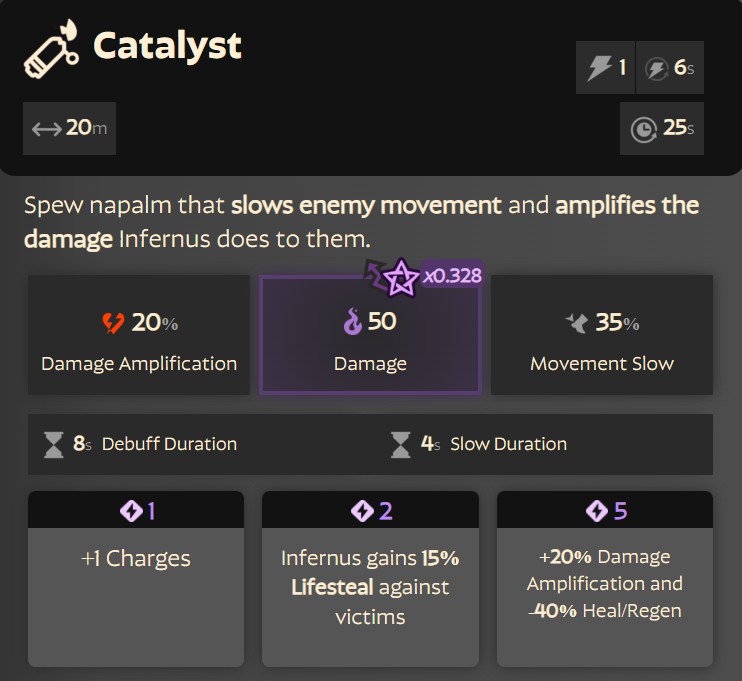 Catalyst
1 6s
20m 25s
Spew napalm that slows enemy movement and amplifies the
damage Infernus does to them.
x0.328
20% 50 35%
Damage Amplification Damage Movement Slow
8s Debuff Duration 4s Slow Duration
1 2 5
+1 Charges
Infernus gains 15%
Lifesteal against
victims
+20% Damage
Amplification and
-40% Heal/Regen